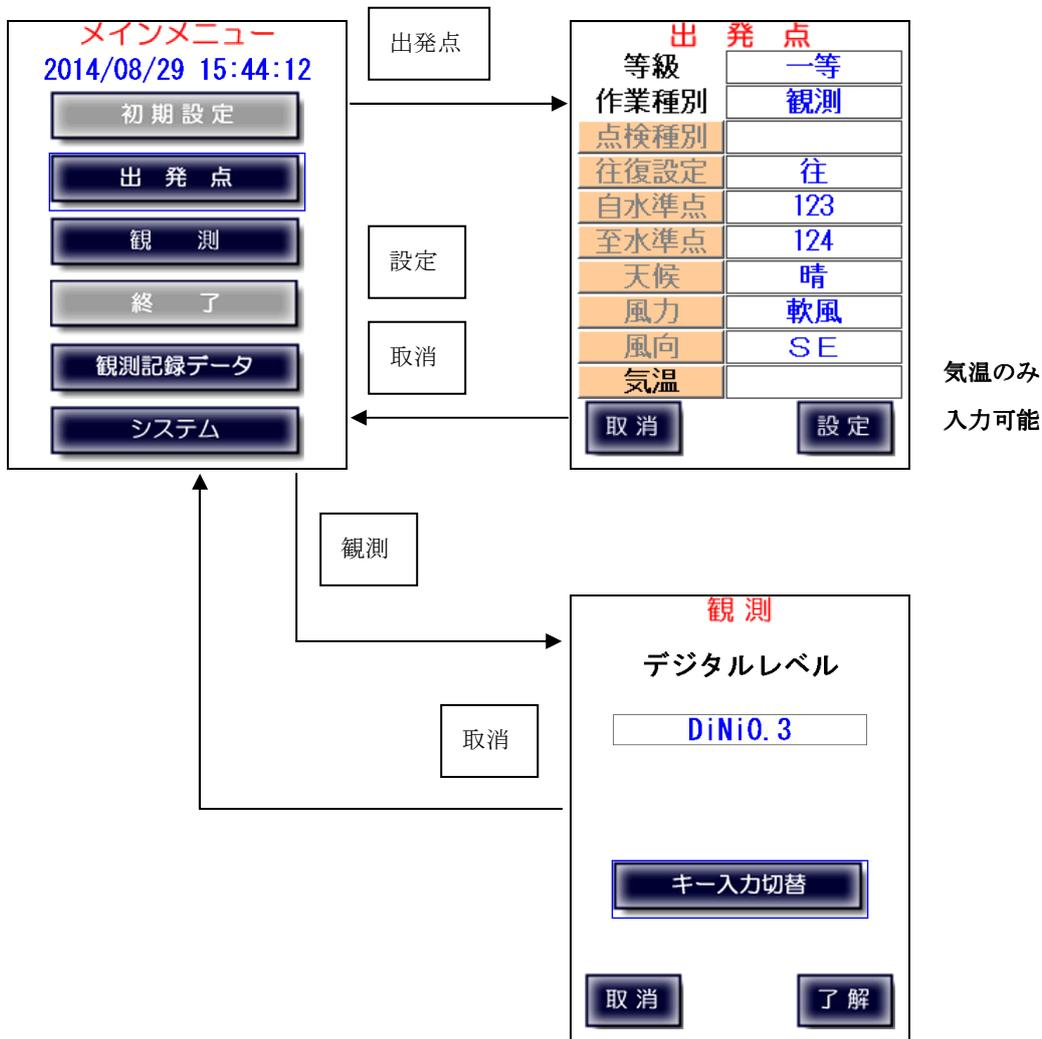 メインメニュー
2014/08/29 15:44:12
初期設定
出 発 点
観 測
終 了
観測記録データ
システム
出発点
設定
取消
出 発 点
等級 一等
作業種別 観測
点検種別
往復設定 往
自水準点 123
至水準点 124
天候 晴
風力 軟風
風向 SE
気温
取消 設定
気温のみ
入力可能
観測
取消
観 測
デジタルレベル
DiNi0.3
キー入力切替
取消 了解